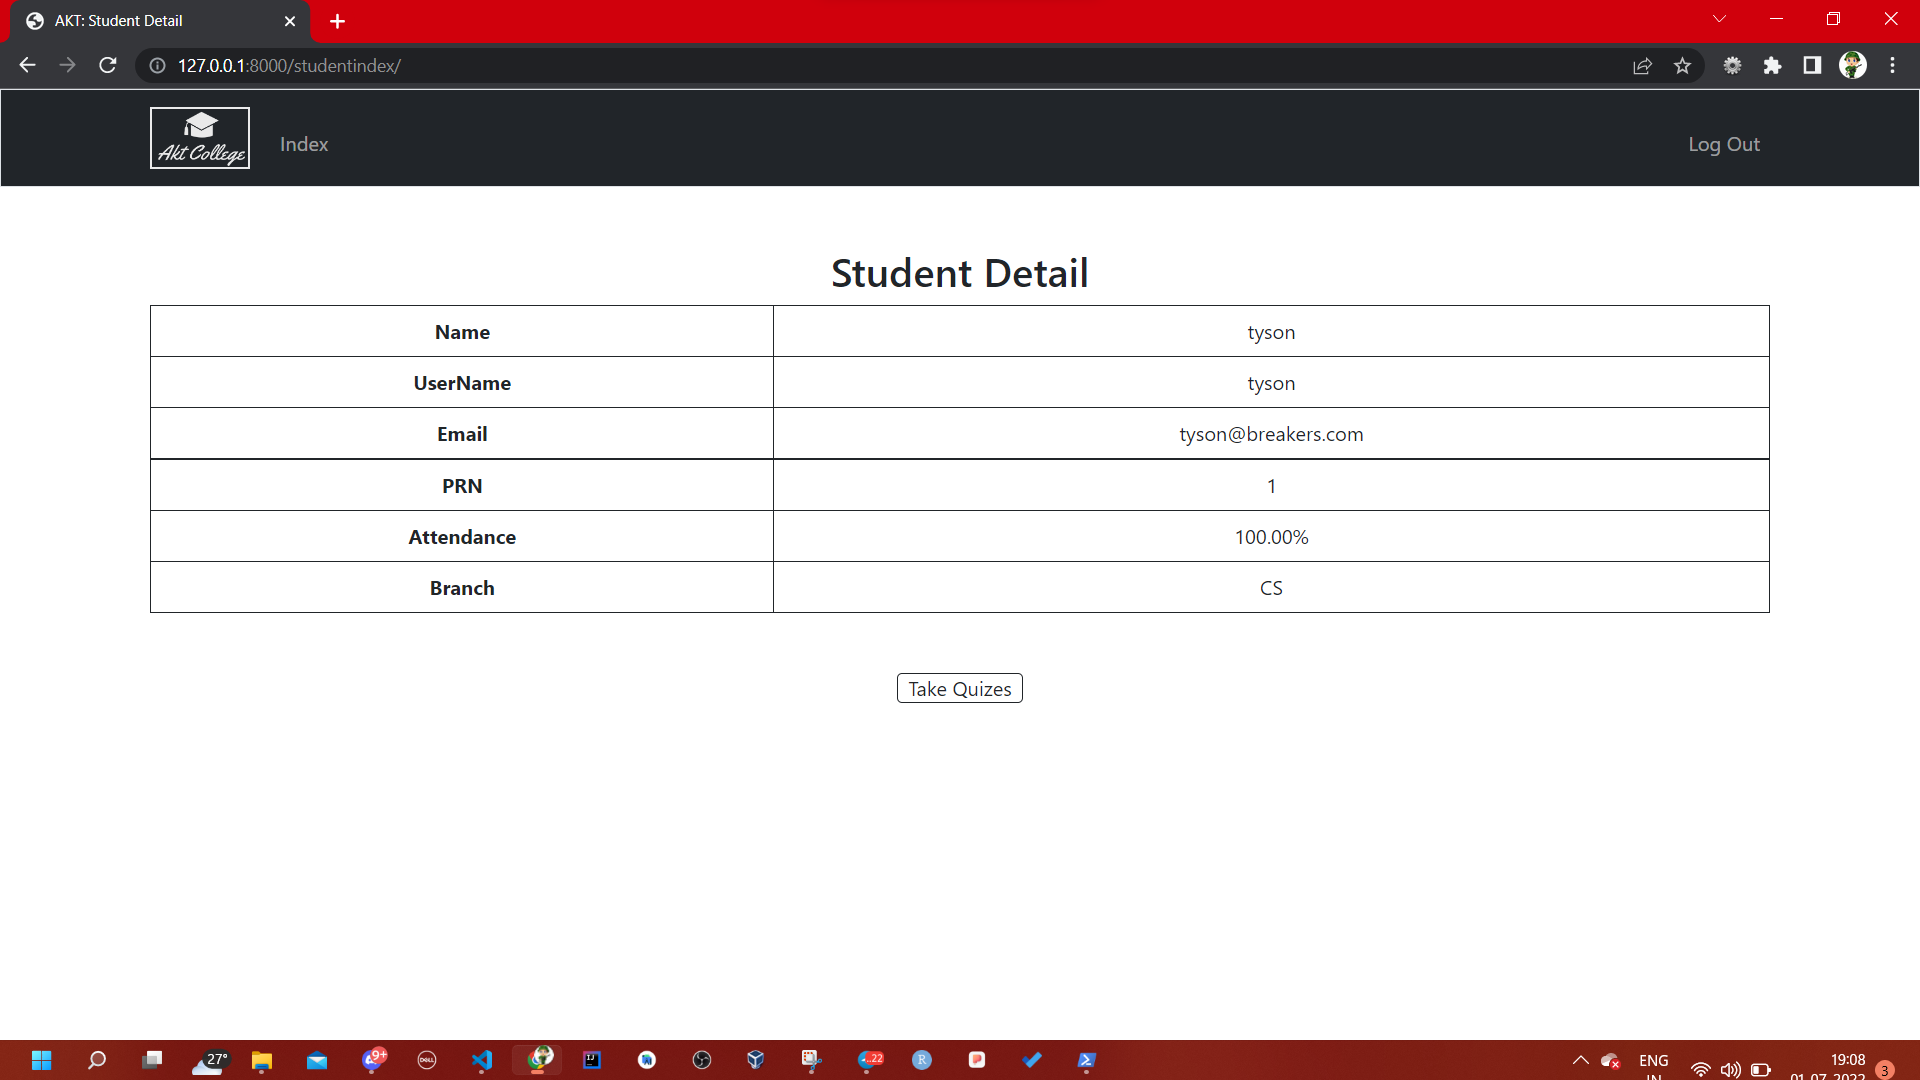 AKT: Student Detail
127.0.0.1:8000/studentindex/
Akt College
Index
Log Out
Student Detail
Name tyson
UserName tyson
Email tyson@breakers.com
PRN 1
Attendance 100.00%
Branch CS
Take Quizes
27°
9+
DELL
IJ
..22
R
ENG
IN
19:08
01-07-2022
3